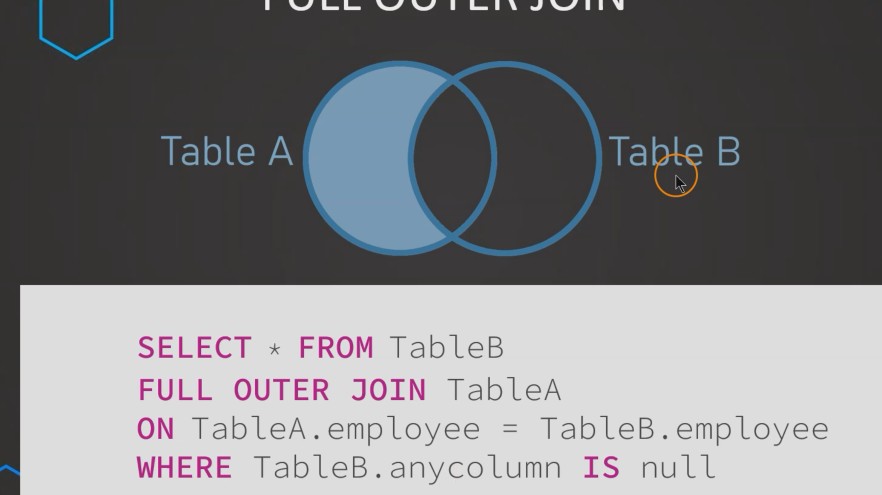 FULL OUTER JOIN
Table A
Table B
SELECT * FROM TableB
FULL OUTER JOIN TableA
ON TableA.employee = TableB.employee
WHERE TableB.anycolumn IS null